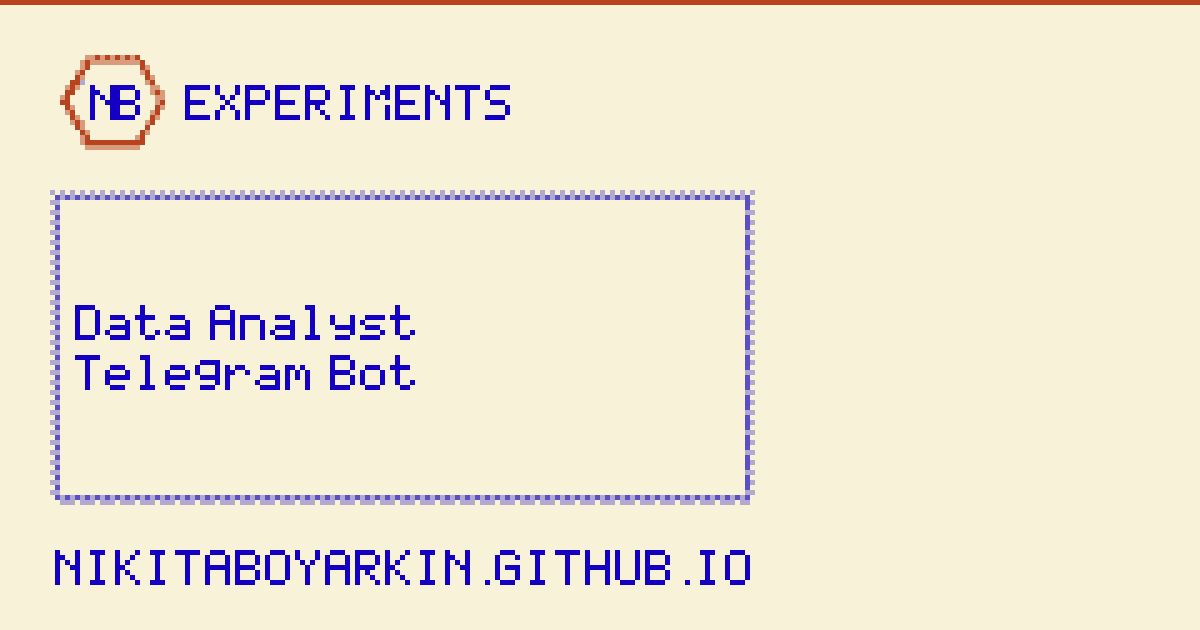 NB EXPERIMENTS
Data Analyst
Telegram Bot
NIKITABOYARKIN.GITHUB.IO